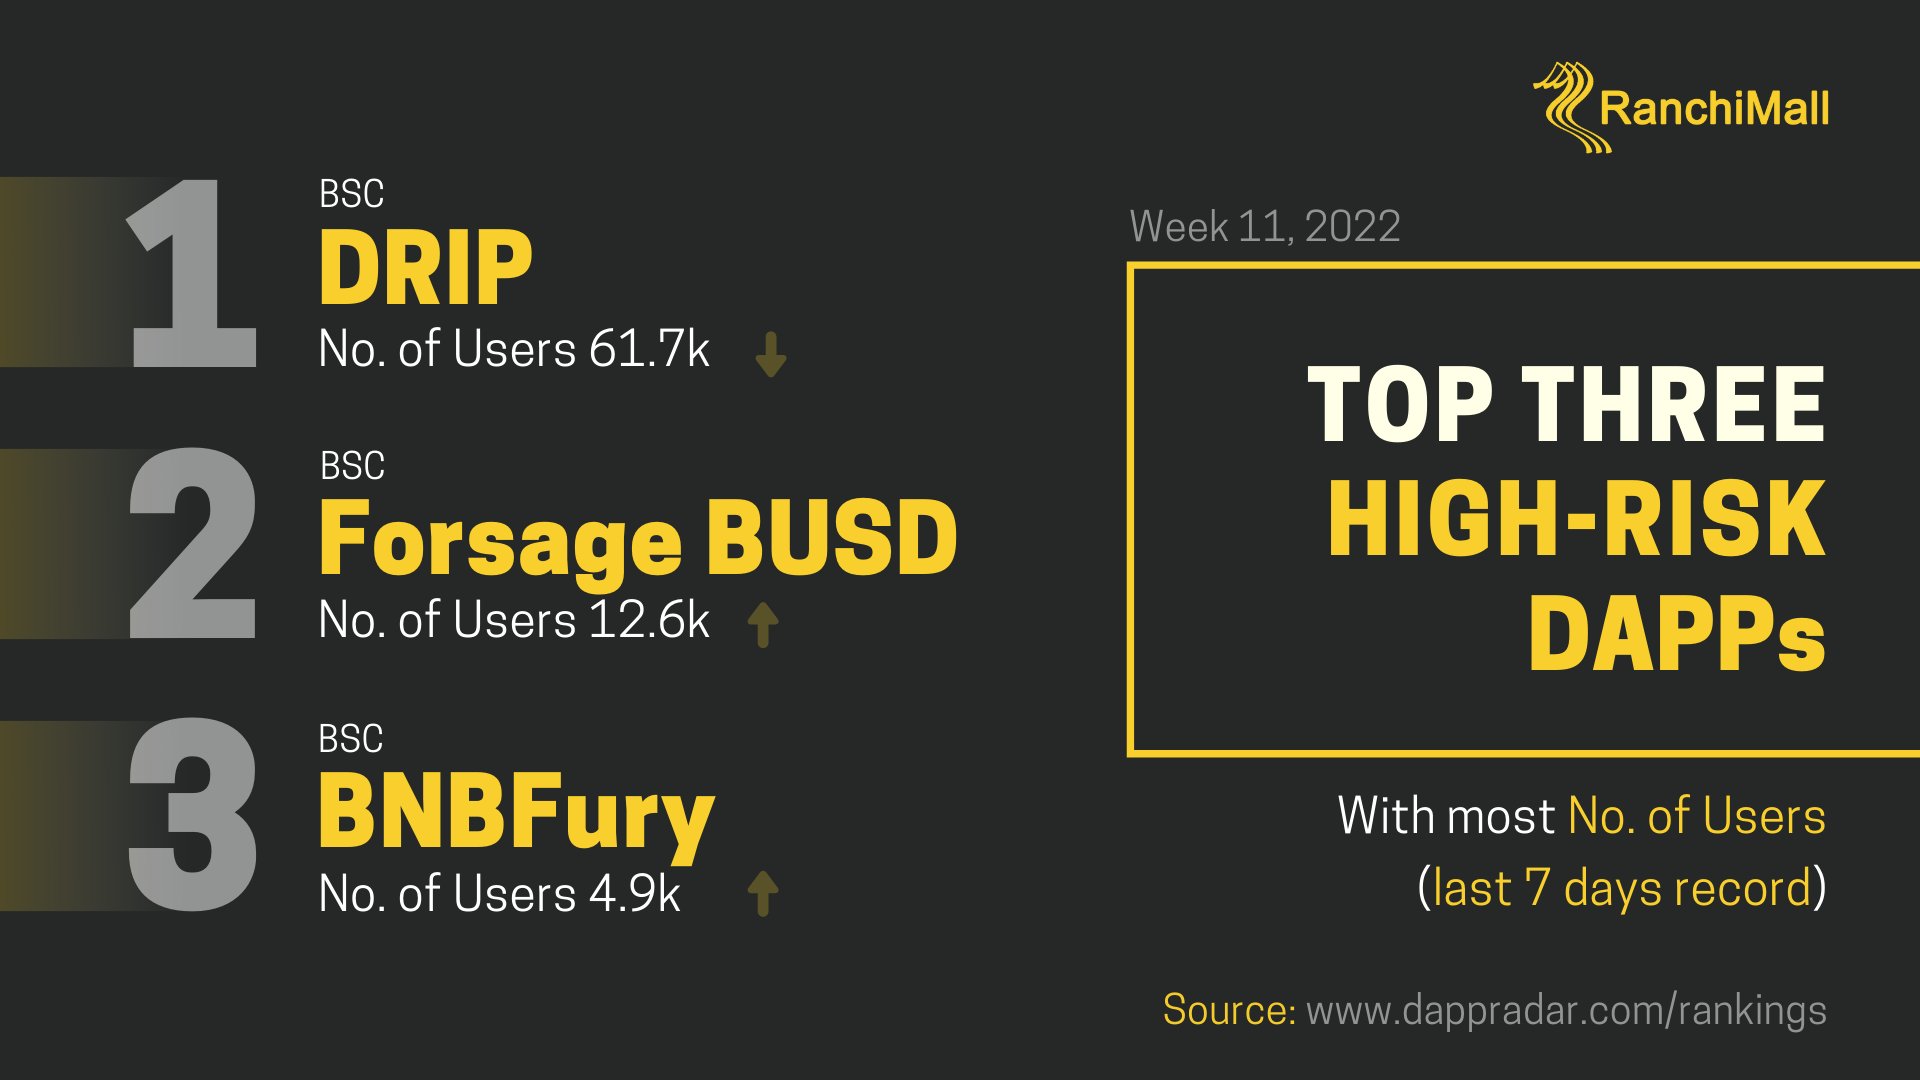 RanchiMall
1
BSC
DRIP
No. of Users 61.7k
2
BSC
Forsage BUSD
No. of Users 12.6k
3
BSC
BNBFury
No. of Users 4.9k
Week 11, 2022
TOP THREE
HIGH-RISK
DAPPs
With most No. of Users
(last 7 days record)
Source: www.dappradar.com/rankings